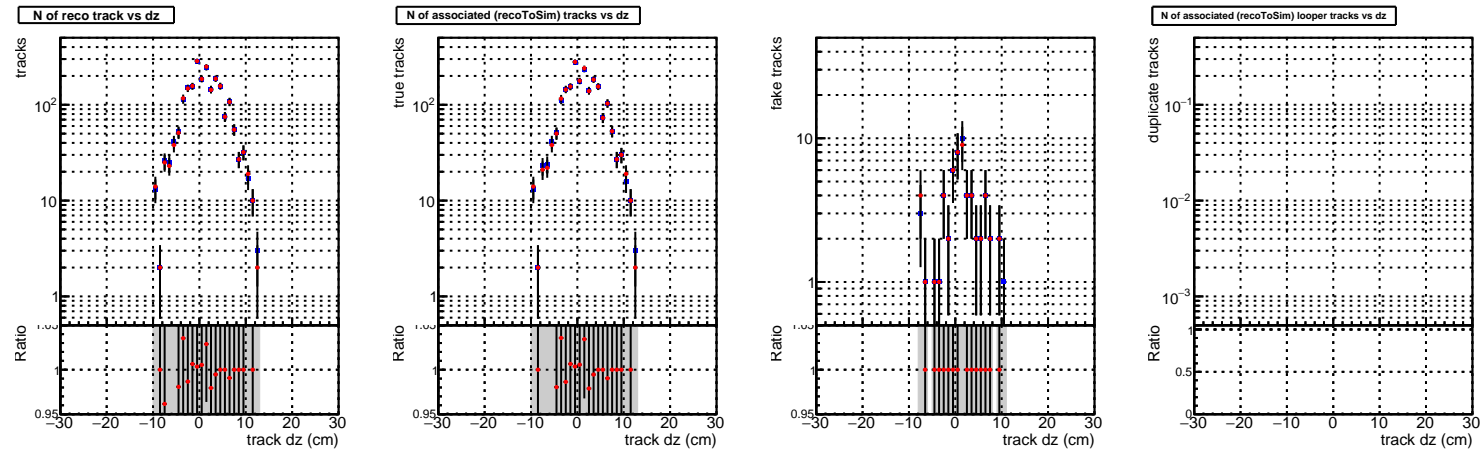 N of reco track vs dz
tracks
10²
10
1
Ratio
1.05
1
0.95
−30 −20 −10 0 10 20 30
track dz (cm)
N of associated (recoToSim) tracks vs dz
true tracks
10²
10
1
Ratio
1.05
1
0.95
−30 −20 −10 0 10 20 30
track dz (cm)
fake tracks
10
1
Ratio
1.05
1
0.95
−30 −20 −10 0 10 20 30
track dz (cm)
N of associated (recoToSim) looper tracks vs dz
duplicate tracks
10⁻¹
10⁻²
10⁻³
Ratio
1
0.5
0
−30 −20 −10 0 10 20 30
track dz (cm)